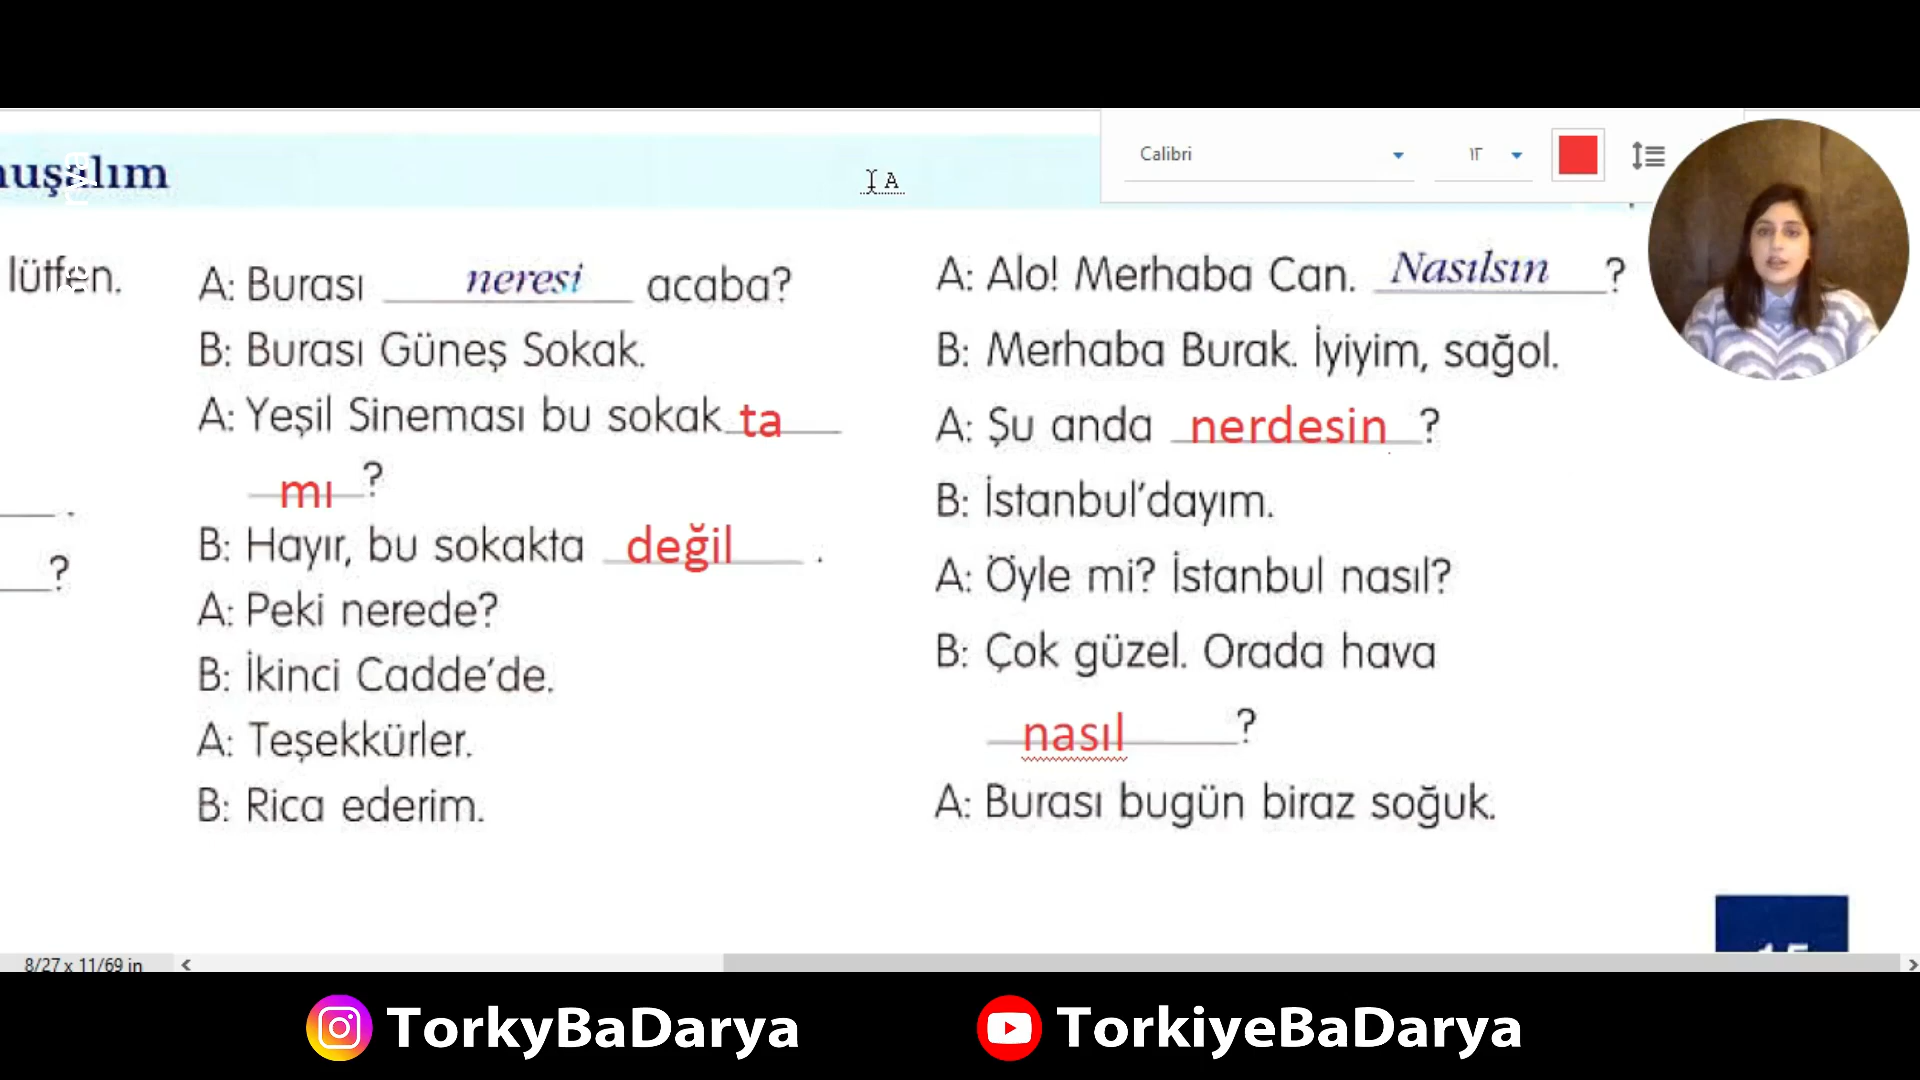 Calibri ۱۲
nuşalım
A
lütfen.
?
A: Burası neresi acaba?
B: Burası Güneş Sokak.
A: Yeşil Sineması bu sokak ta
mı ?
B: Hayır, bu sokakta değil .
A: Peki nerede?
B: İkinci Cadde’de.
A: Teşekkürler.
B: Rica ederim.
A: Alo! Merhaba Can. Nasılsın ?
B: Merhaba Burak. İyiyim, sağol.
A: Şu anda nerdesin ?
B: İstanbul’dayım.
A: Öyle mi? İstanbul nasıl?
B: Çok güzel. Orada hava
nasıl ?
A: Burası bugün biraz soğuk.
8/27 x 11/69 in
TorkyBaDarya
TorkiyeBaDarya